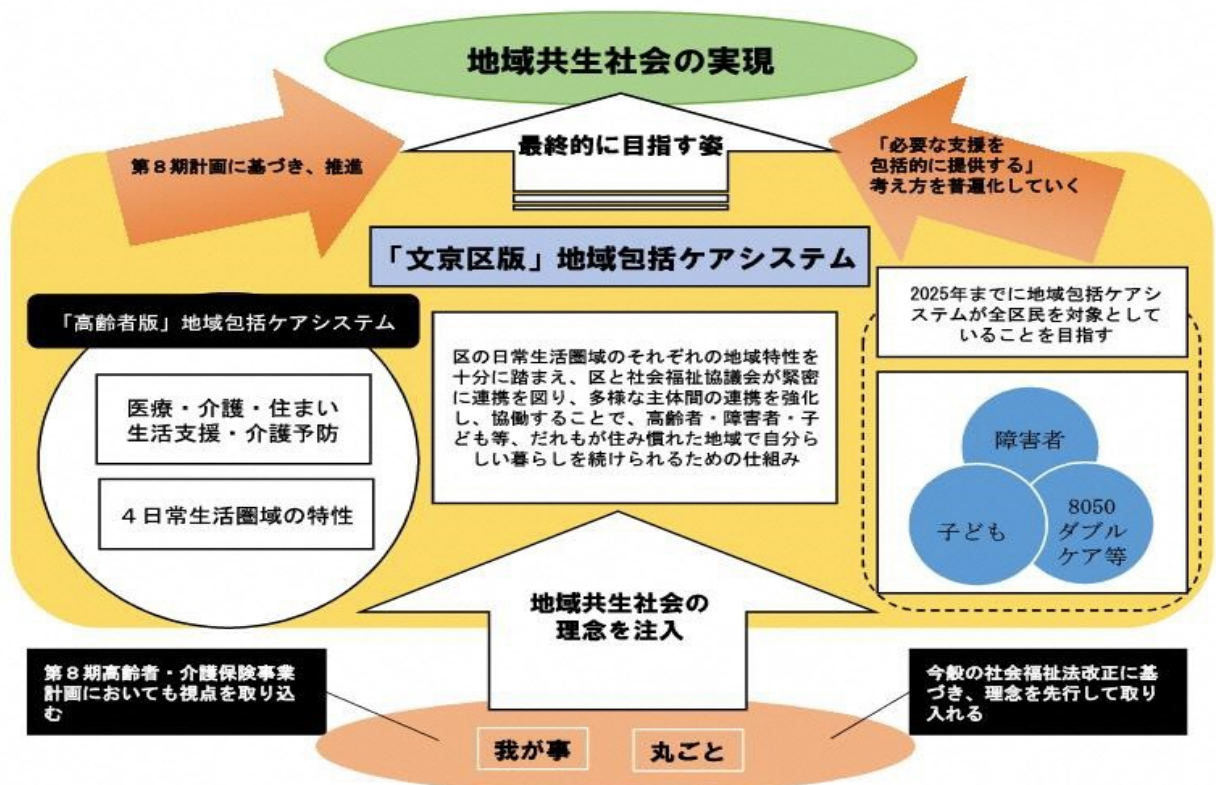 地域共生社会の実現
最終的に目指す姿
第８期計画に基づき、推進
「必要な支援を
包括的に提供する」
考え方を普遍化していく
「文京区版」地域包括ケアシステム
「高齢者版」地域包括ケアシステム
医療・介護・住まい
生活支援・介護予防
４日常生活圏域の特性
区の日常生活圏域のそれぞれの地域特性を
十分に踏まえ、区と社会福祉協議会が緊密
に連携を図り、多様な主体間の連携を強化
し、協働することで、高齢者・障害者・子
ども等、だれもが住み慣れた地域で自分ら
しい暮らしを続けられるための仕組み
2025年までに地域包括ケアシ
ステムが全区民を対象として
いることを目指す
障害者
子ども
8050
ダブル
ケア等
地域共生社会の
理念を注入
第８期高齢者・介護保険事業
計画においても視点を取り込
む
今般の社会福祉法改正に基
づき、理念を先行して取り
入れる
我が事
丸ごと